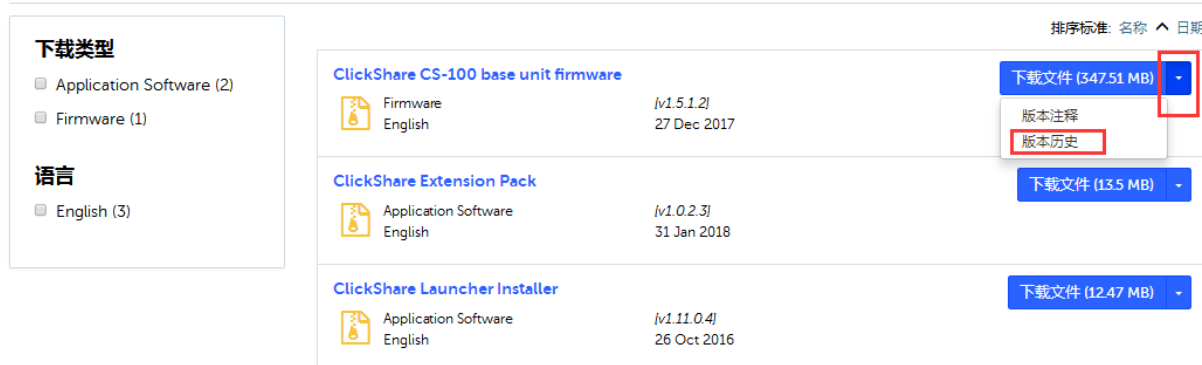 排序标准: 名称 日期
下载类型
Application Software (2)
Firmware (1)
语言
English (3)
ClickShare CS-100 base unit firmware
下载文件 (347.51 MB)
Firmware [v1.5.1.2]
English 27 Dec 2017
版本注释
版本历史
ClickShare Extension Pack
下载文件 (13.5 MB)
Application Software [v1.0.2.3]
English 31 Jan 2018
ClickShare Launcher Installer
下载文件 (12.47 MB)
Application Software [v1.11.0.4]
English 26 Oct 2016